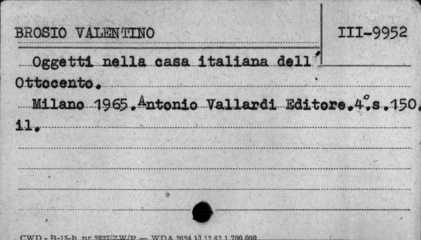 BROSIO VALENTINO III-9952
Oggetti nella casa italiana dell'
Ottocento.
Milano 1965.Antonio Vallardi Editore.4°.s.150.
il.